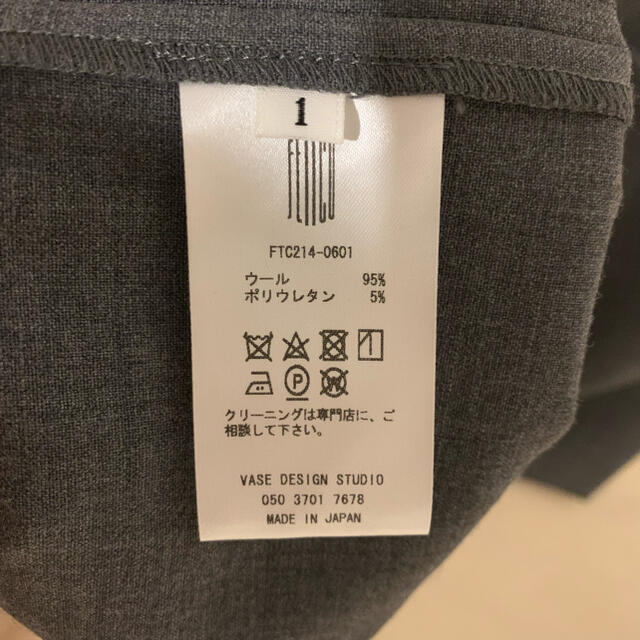 1
FETICO
FTC214-0601
ウール 95%
ポリウレタン 5%
P
W
クリーニングは専門店に、ご
相談して下さい。
VASE DESIGN STUDIO
050 3701 7678
MADE IN JAPAN